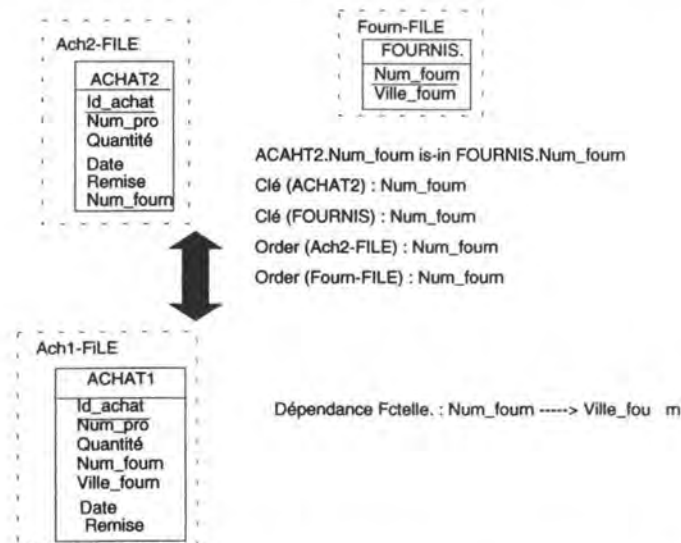 Ach2-FILE
ACHAT2
Id_achat
Num_pro
Quantité
Date
Remise
Num_fourn
Fourn-FILE
FOURNIS.
Num_fourn
Ville_fourn
ACAHT2.Num_fourn is-in FOURNIS.Num_fourn
Clé (ACHAT2) : Num_fourn
Clé (FOURNIS) : Num_fourn
Order (Ach2-FILE) : Num_fourn
Order (Fourn-FILE) : Num_fourn
Ach1-FiLE
ACHAT1
Id_achat
Num_pro
Quantité
Num_fourn
Ville_fourn
Date
Remise
Dépendance Fctelle. : Num_fourn -----> Ville_fou rn